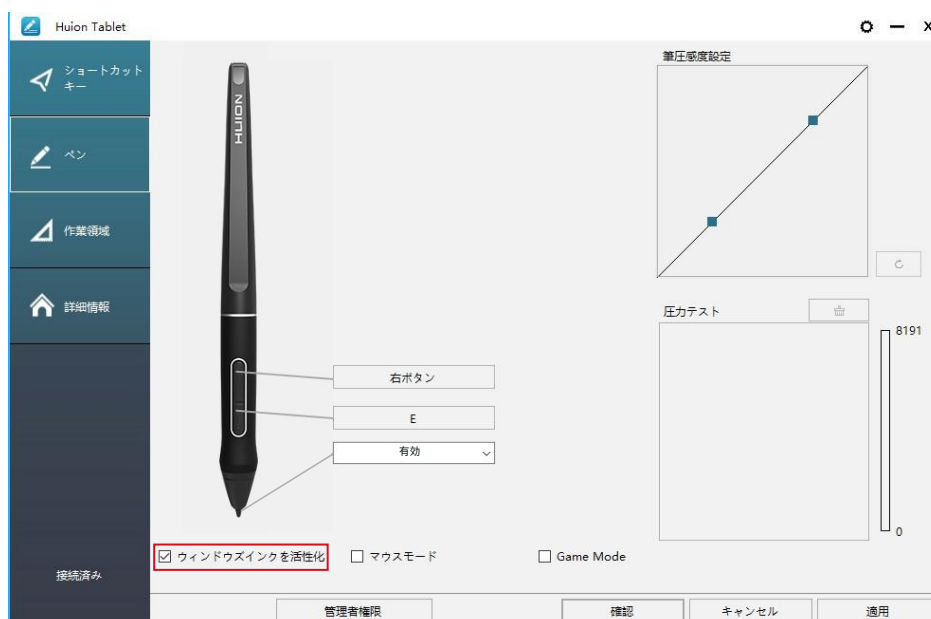 Huion Tablet
X
ショートカット
キー
ペン
作業領域
詳細情報
接続済み
HUION
右ボタン
E
有効
ウィンドウズインクを活性化
マウスモード
Game Mode
筆圧感度設定
圧力テスト
8191
0
管理者権限
確認
キャンセル
適用